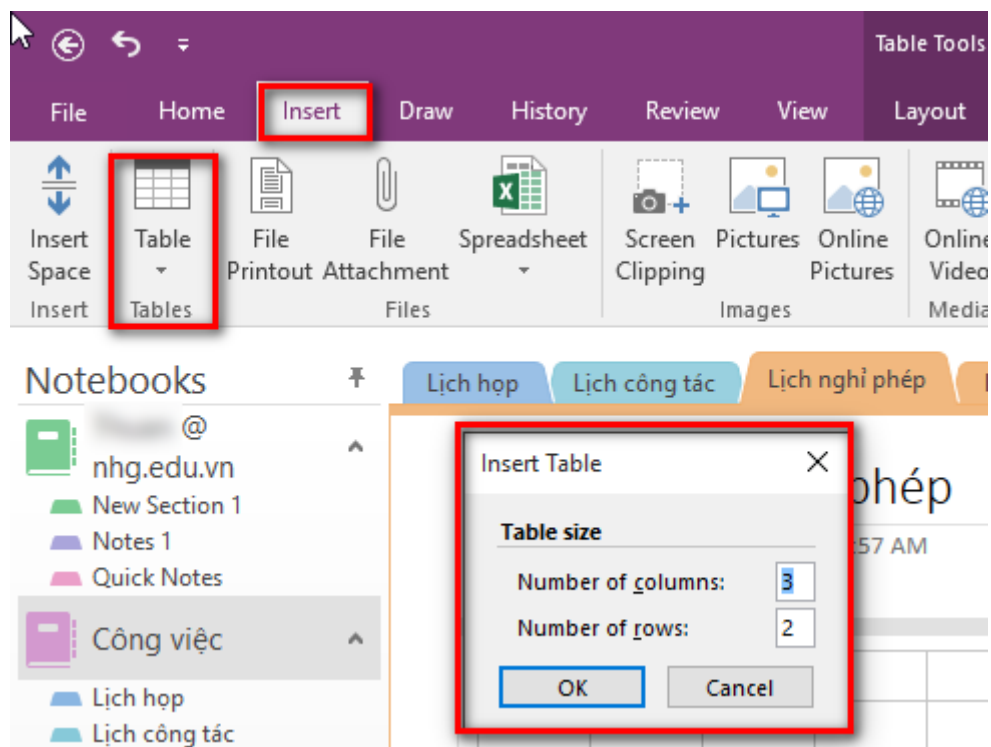 Table Tools
File Home Insert Draw History Review View Layout
Insert Space
Table
File Printout
File Attachment
Spreadsheet
Screen Clipping
Pictures
Online Pictures
Online Video
Insert Tables Files Images Media
Notebooks
Lịch họp Lịch công tác Lịch nghỉ phép
@
nhg.edu.vn
New Section 1
Notes 1
Quick Notes
Công việc
Lịch họp
Lịch công tác
phép
:57 AM
Insert Table
Table size
Number of columns: 3
Number of rows: 2
OK Cancel